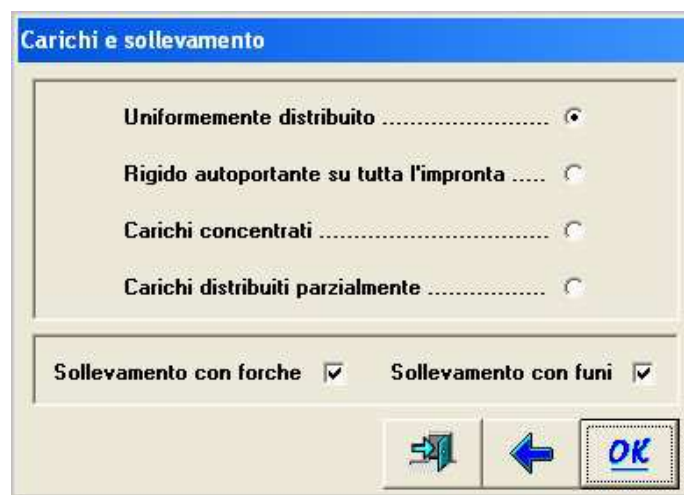 Carichi e sollevamento
Uniformemente distribuito ........................
Rigido autoportante su tutta l'impronta .....
Carichi concentrati .................................
Carichi distribuiti parzialmente .................
Sollevamento con forche Sollevamento con funi
OK